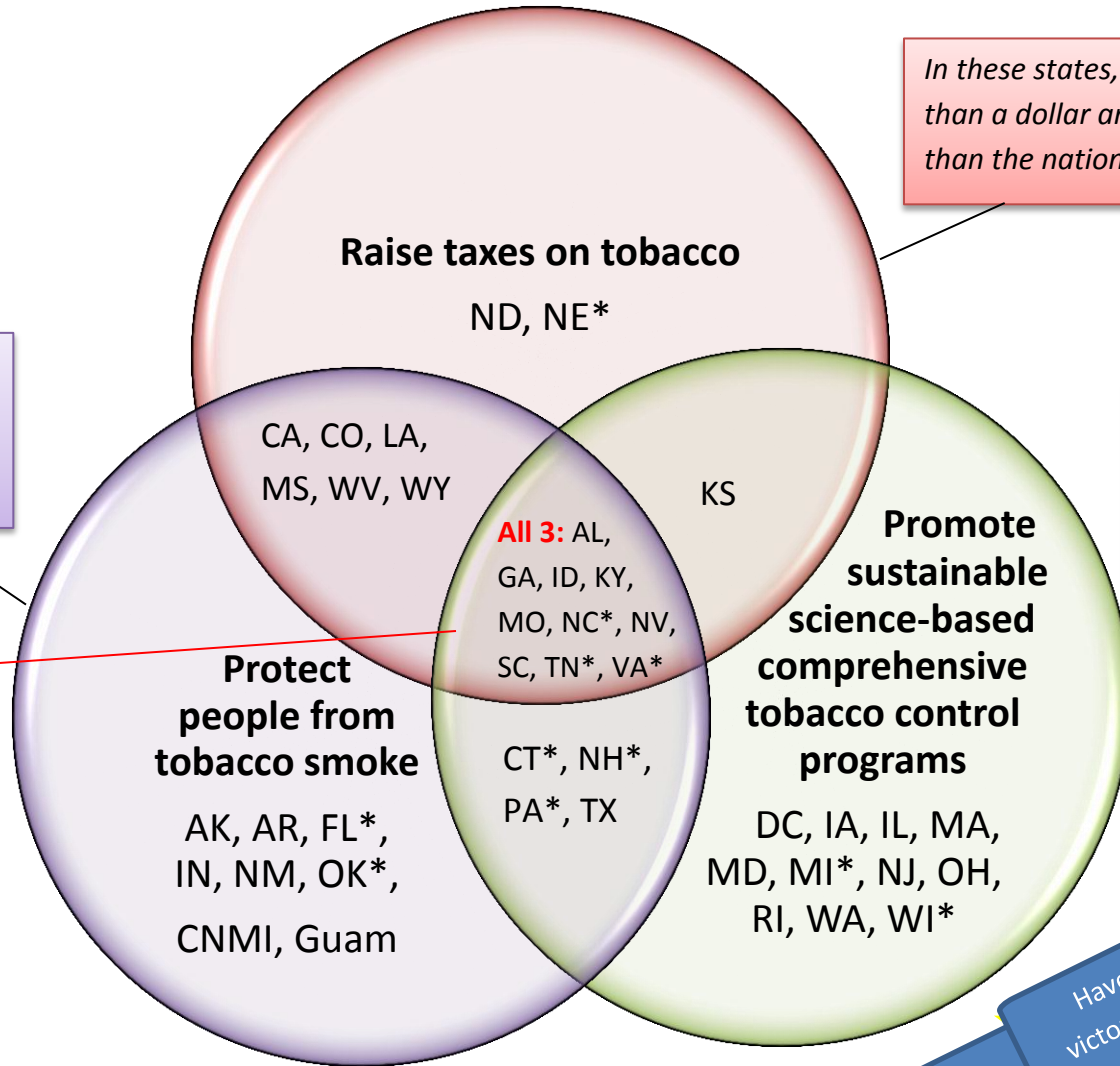 In these states,
than a dollar
than the nation
Raise taxes on tobacco
ND, NE*
CA, CO, LA,
MS, WV, WY
KS
All 3: AL,
GA, ID, KY,
MO, NC*, NV,
SC, TN*, VA*
Protect
people from
tobacco smoke
AK, AR, FL*,
IN, NM, OK*,
CNMI, Guam
CT*, NH*,
PA*, TX
Promote
sustainable
science-based
comprehensive
tobacco control
programs
DC, IA, IL, MA,
MD, MI*, NJ, OH,
RI, WA, WI*
Have
victo